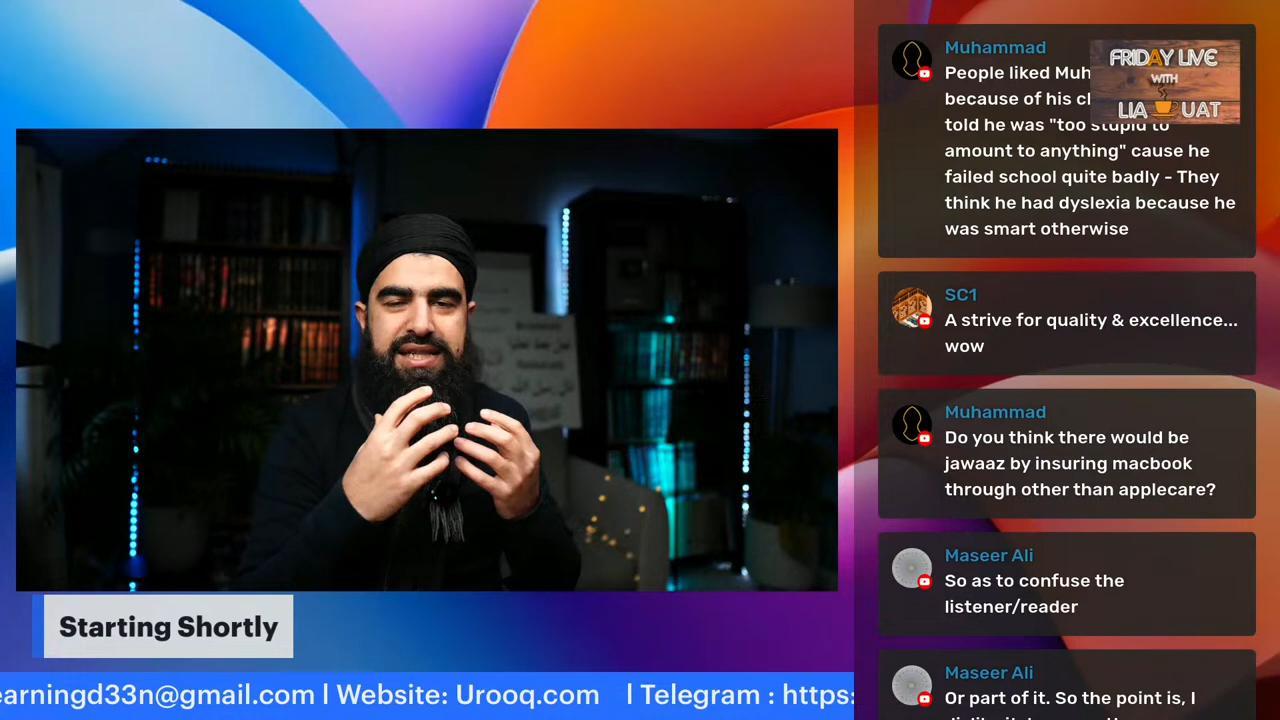 Muhammad
People liked Muh
because of his cl
told he was "too stupid to
amount to anything" cause he
failed school quite badly - They
think he had dyslexia because he
was smart otherwise
FRIDAY LIVE
WITH
LIA UAT
SC1
A strive for quality & excellence...
wow
Muhammad
Do you think there would be
jawaaz by insuring macbook
through other than applecare?
Maseer Ali
So as to confuse the
listener/reader
Maseer Ali
Or part of it. So the point is, I
Starting Shortly
earningd33n@gmail.com l Website: Urooq.com l Telegram : https: